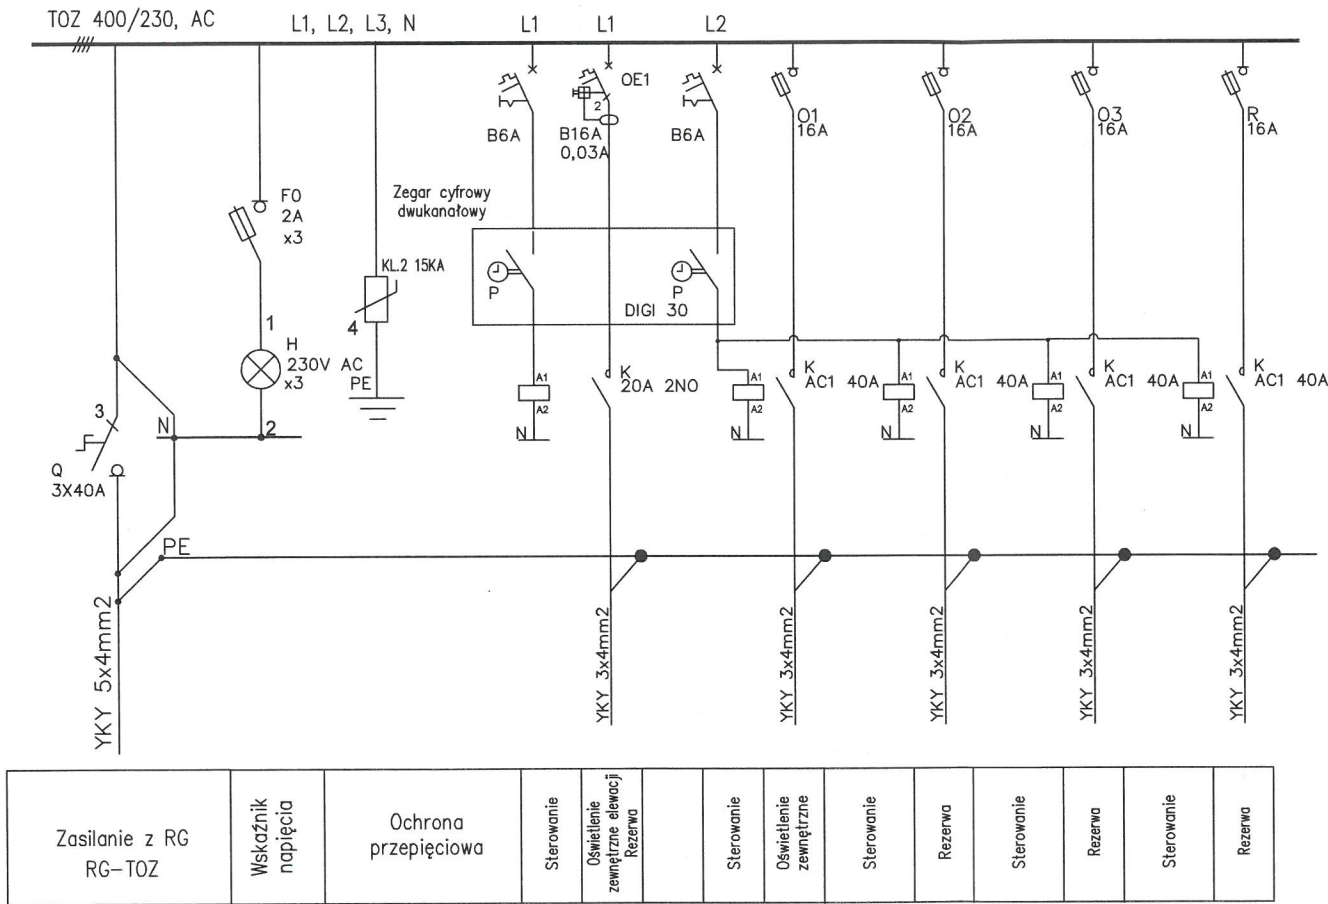 TOZ 400/230, AC
L1, L2, L3, N
L1
L1
L2
B6A
OE1
2
B16A
0,03A
B6A
O1
16A
O2
16A
O3
16A
R
16A
F0
2A
x3
Zegar cyfrowy
dwukanałowy
KL.2 15KA
4
PE
P
P
DIGI 30
1
H
230V AC
x3
2
3
N
Q
3X40A
A1
A2
N
K
20A 2NO
A1
A2
N
K
AC1 40A
A1
A2
N
K
AC1 40A
A1
A2
N
K
AC1 40A
A1
A2
N
K
AC1 40A
PE
YKY 5x4mm2
YKY 3x4mm2
YKY 3x4mm2
YKY 3x4mm2
YKY 3x4mm2
YKY 3x4mm2
Zasilanie z RG
RG-TOZ
Wskaźnik
napięcia
Ochrona
przepięciowa
Sterowanie
Oświetlenie
zewnętrzne elewacji
Rezerwa
Sterowanie
Oświetlenie
zewnętrzne
Sterowanie
Rezerwa
Sterowanie
Rezerwa
Sterowanie
Rezerwa